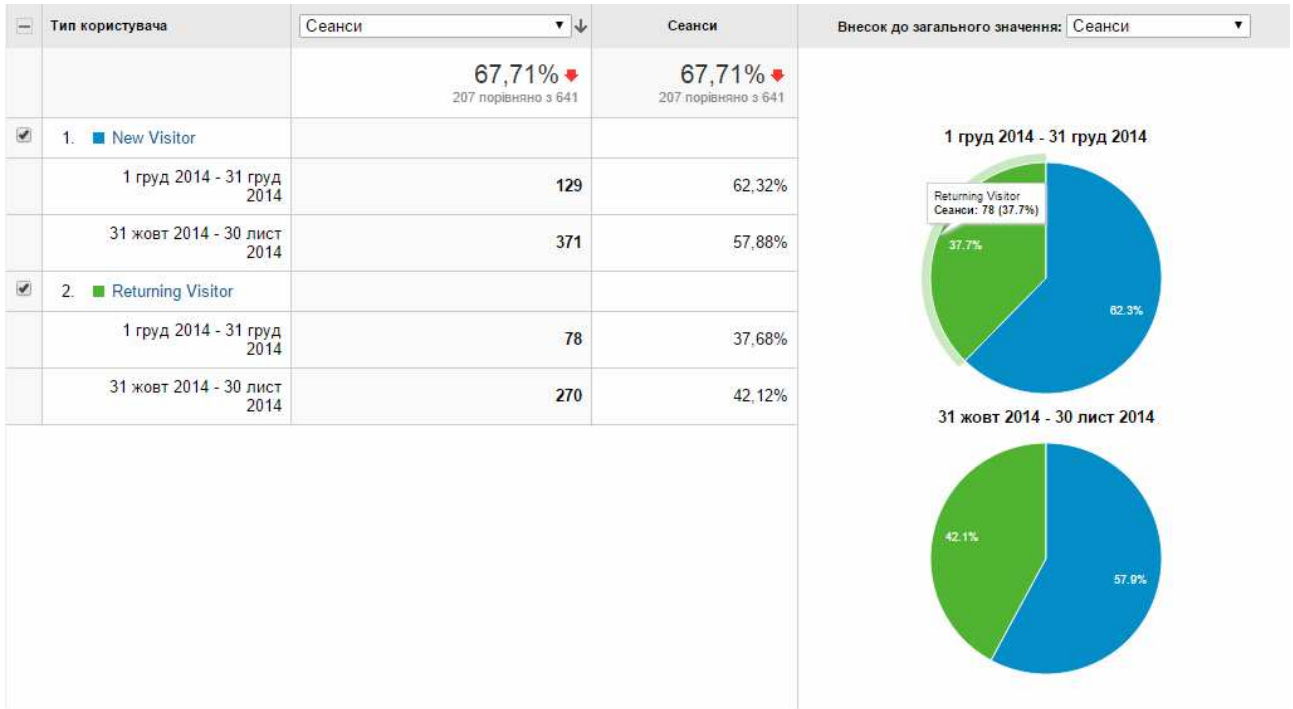 Тип користувача
Сеанси
Сеанси
Внесок до загального значення: Сеанси
67,71%
207 порівняно з 641
67,71%
207 порівняно з 641
1. New Visitor
1 груд 2014 - 31 груд
2014
129
62,32%
31 жовт 2014 - 30 лист
2014
371
57,88%
2. Returning Visitor
1 груд 2014 - 31 груд
2014
78
37,68%
31 жовт 2014 - 30 лист
2014
270
42,12%
1 груд 2014 - 31 груд 2014
Returning Visitor
Сеанси: 78 (37.7%)
37.7%
62.3%
31 жовт 2014 - 30 лист 2014
42.1%
57.9%